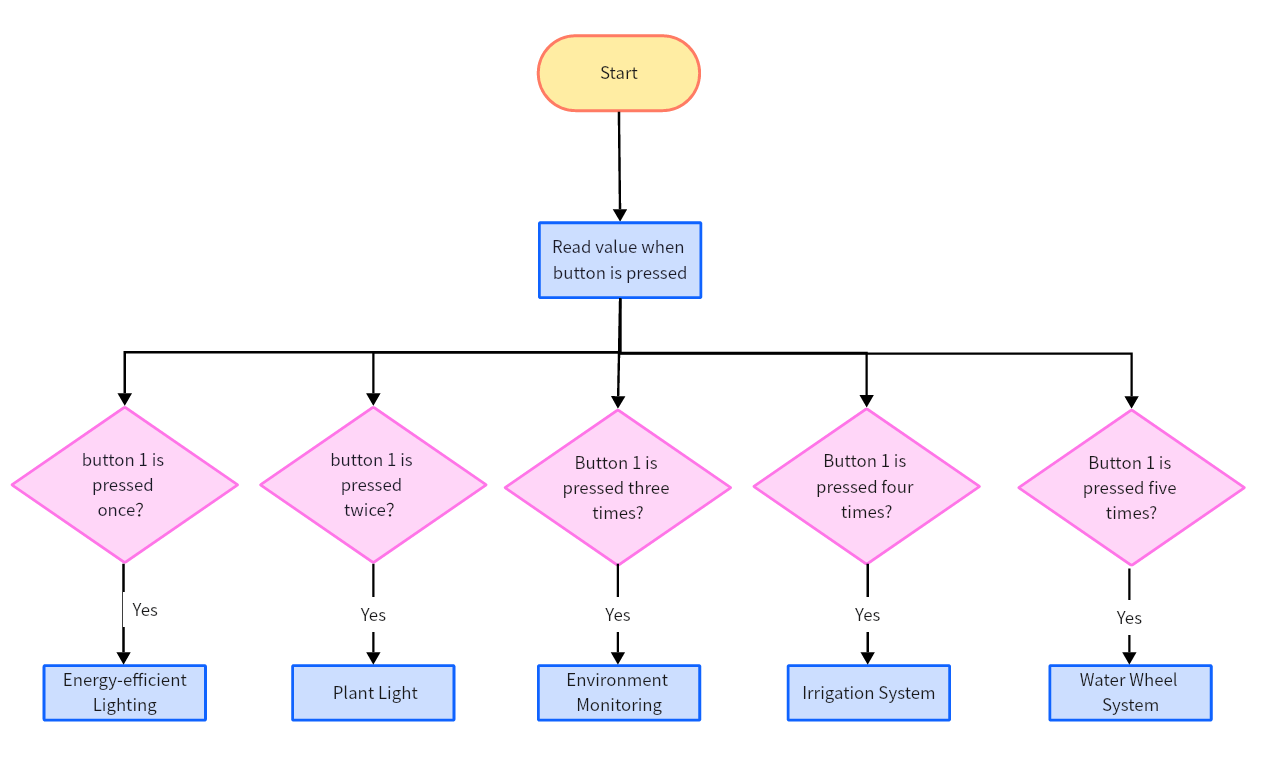 Start
Read value when
button is pressed
button 1 is
pressed
once?
button 1 is
pressed
twice?
Button 1 is
pressed three
times?
Button 1 is
pressed four
times?
Button 1 is
pressed five
times?
Yes
Yes
Yes
Yes
Yes
Energy-efficient
Lighting
Plant Light
Environment
Monitoring
Irrigation System
Water Wheel
System